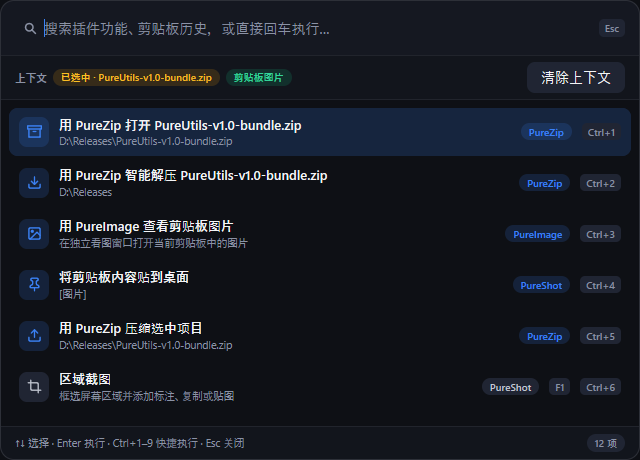 搜索插件功能、剪贴板历史，或直接回车执行... Esc
上下文 已选中 · PureUtils-v1.0-bundle.zip 剪贴板图片 清除上下文
用 PureZip 打开 PureUtils-v1.0-bundle.zip
D:\Releases\PureUtils-v1.0-bundle.zip
PureZip Ctrl+1
用 PureZip 智能解压 PureUtils-v1.0-bundle.zip
D:\Releases
PureZip Ctrl+2
用 PureImage 查看剪贴板图片
在独立看图窗口打开当前剪贴板中的图片
PureImage Ctrl+3
将剪贴板内容贴到桌面
[图片]
PureShot Ctrl+4
用 PureZip 压缩选中项目
D:\Releases\PureUtils-v1.0-bundle.zip
PureZip Ctrl+5
区域截图
框选屏幕区域并添加标注、复制或贴图
PureShot F1 Ctrl+6
↑↓ 选择 · Enter 执行 · Ctrl+1–9 快捷执行 · Esc 关闭 12 项